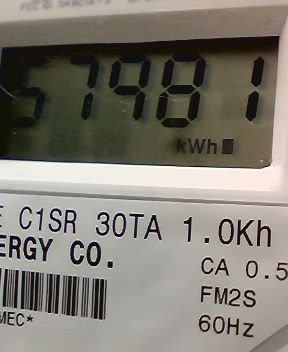 57981
kWh
E C1SR 30TA 1.0Kh
ERGY CO.
CA 0.5
FM2S
MEC*
60Hz